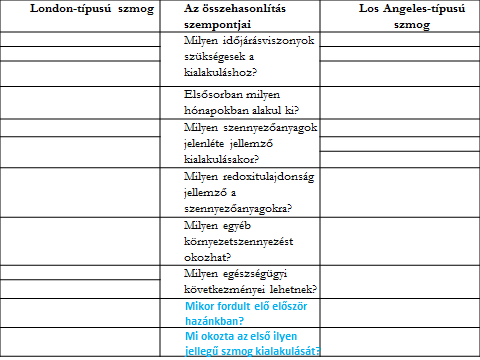 London-típusú szmog
Az összehasonlítás
szempontjai
Los Angeles-típusú
szmog
Milyen időjárásviszonyok
szükségesek a
kialakuláshoz?
Elsősorban milyen
hónapokban alakul ki?
Milyen szennyezőanyagok
jelenléte jellemző
kialakulásakor?
Milyen redoxitulajdonság
jellemző a
szennyezőanyagokra?
Milyen egyéb
környezetszennyezést
okozhat?
Milyen egészségügyi
következményei lehetnek?
Mikor fordult elő először
hazánkban?
Mi okozta az első ilyen
jellegű szmog kialakulását?